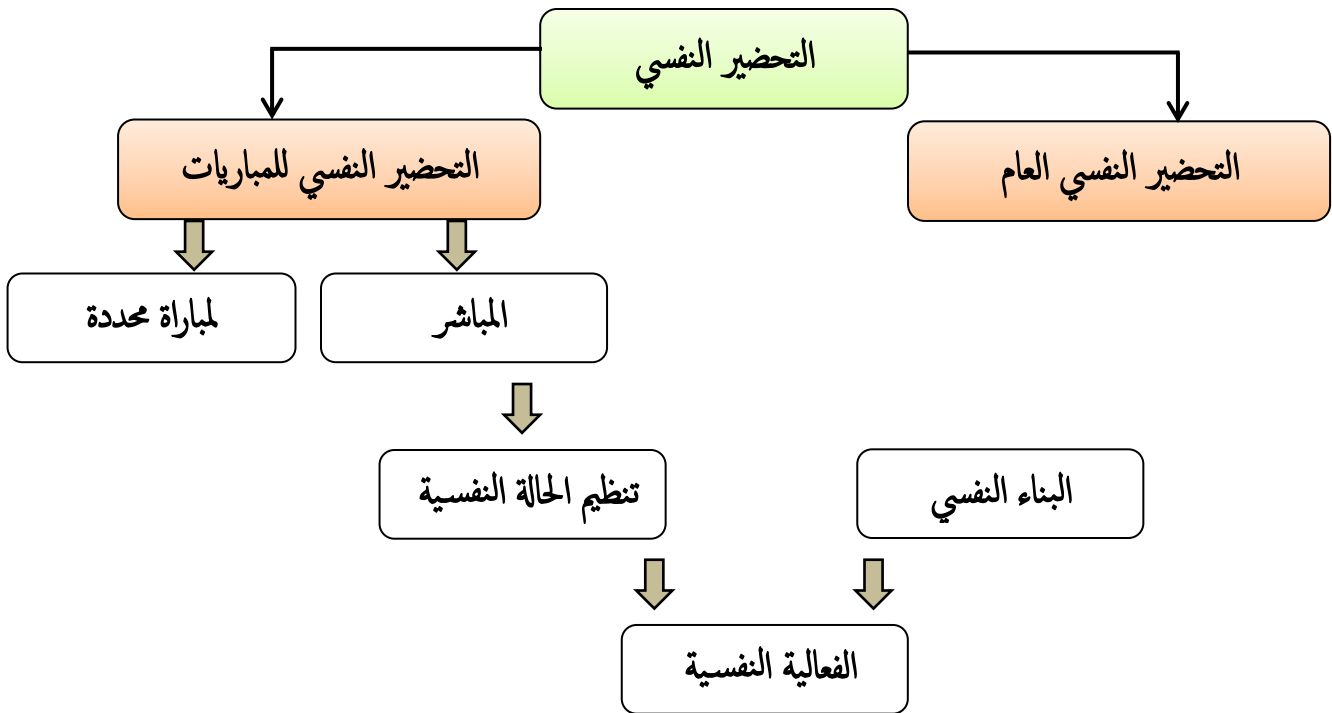 التحضير النفسي
التحضير النفسي العام
التحضير النفسي للمباريات
المباشر
لمباراة محددة
البناء النفسي
تنظيم الحالة النفسية
الفعالية النفسية